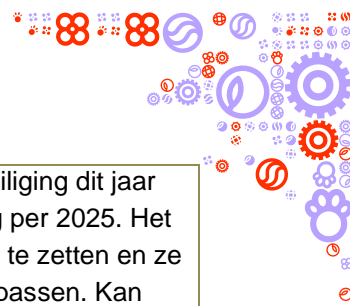 iliging dit jaar
g per 2025. Het
te zetten en ze
passen. Kan